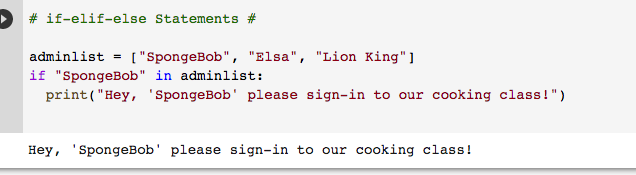 # if-elif-else Statements #
adminlist = ["SpongeBob", "Elsa", "Lion King"]
if "SpongeBob" in adminlist:
  print("Hey, 'SpongeBob' please sign-in to our cooking class!")
Hey, 'SpongeBob' please sign-in to our cooking class!